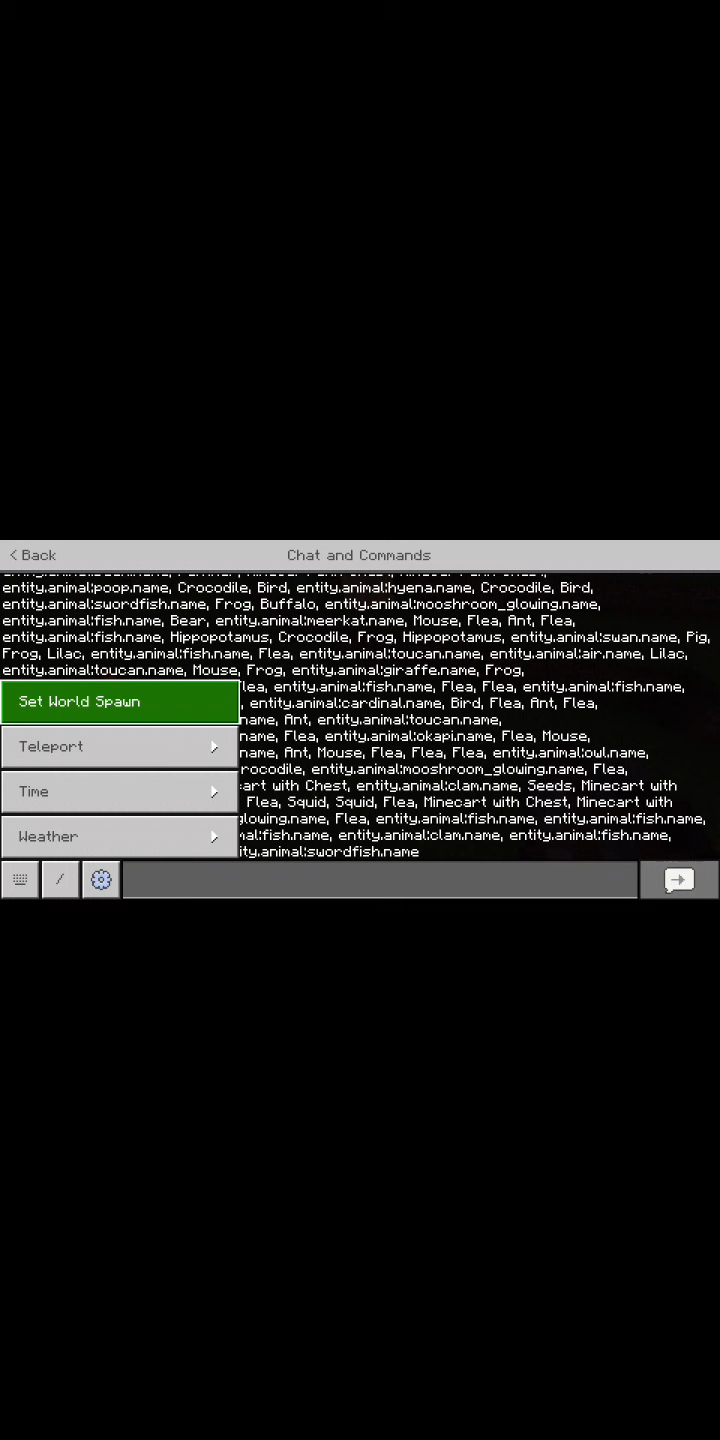 Back
Chat and Commands
entity.animal:poop.name, Crocodile, Bird, entity.animal:hyena.name, Crocodile, Bird,
entity.animal:swordfish.name, Frog, Buffalo, entity.animal:mooshroom_glowing.name,
entity.animal:fish.name, Bear, entity.animal:meerkat.name, Mouse, Flea, Ant, Flea,
entity.animal:fish.name, Hippopotamus, Crocodile, Frog, Hippopotamus, entity.animal:swan.name, Pig,
Frog, Lilac, entity.animal:fish.name, Flea, entity.animal:toucan.name, entity.animal:air.name, Lilac,
entity.animal:toucan.name, Mouse, Frog, entity.animal:giraffe.name, Frog,
lea, entity.animal:fish.name, Flea, Flea, entity.animal:fish.name,
, entity.animal:cardinal.name, Bird, Flea, Ant, Flea,
name, Ant, entity.animal:toucan.name,
name, Flea, entity.animal:okapi.name, Flea, Mouse
name, Ant, Mouse, Flea, Flea, Flea, entity.animal:owl.name,
rocodile, entity.animal:mooshroom_glowing.name, Flea,
cart with Chest, entity.animal:clam.name, Seeds, Minecart with
Flea, Squid, Squid, Flea, Minecart with Chest, Minecart with
glowing.name, Flea, entity.animal:fish.name, entity.animal:fish.name,
mal:fish.name, entity.animal:clam.name, entity.animal:fish.name,
ity.animal:swordfish.name
Set World Spawn
Teleport
Time
Weather
/